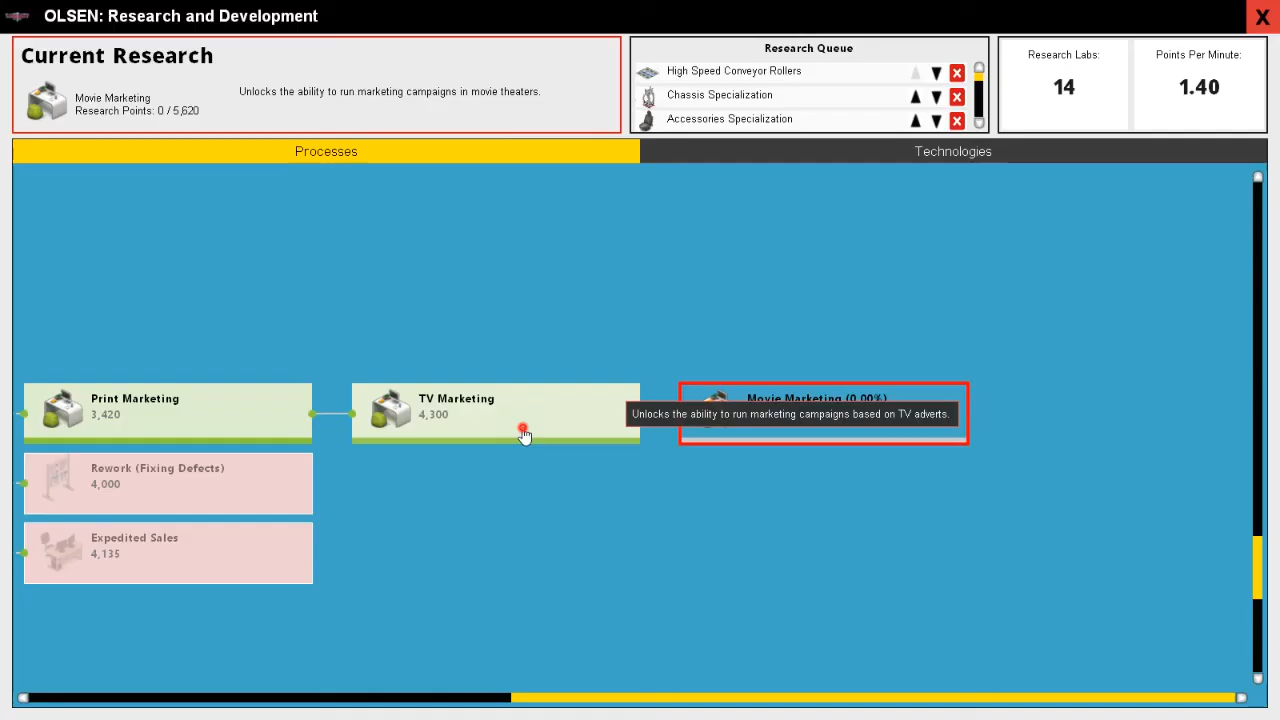 OLSEN: Research and Development
X
Current Research
Movie Marketing
Research Points: 0 / 5,620
Unlocks the ability to run marketing campaigns in movie theaters.
Research Queue
High Speed Conveyor Rollers
Chassis Specialization
Accessories Specialization
Research Labs:
14
Points Per Minute:
1.40
Processes
Technologies
Print Marketing
3,420
TV Marketing
4,300
Movie Marketing (0.00%)
Unlocks the ability to run marketing campaigns based on TV adverts.
Rework (Fixing Defects)
4,000
Expedited Sales
4,135